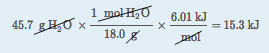 45.7 g H₂O × 1 mol H₂O / 18.0 g × 6.01 kJ / mol = 15.3 kJ